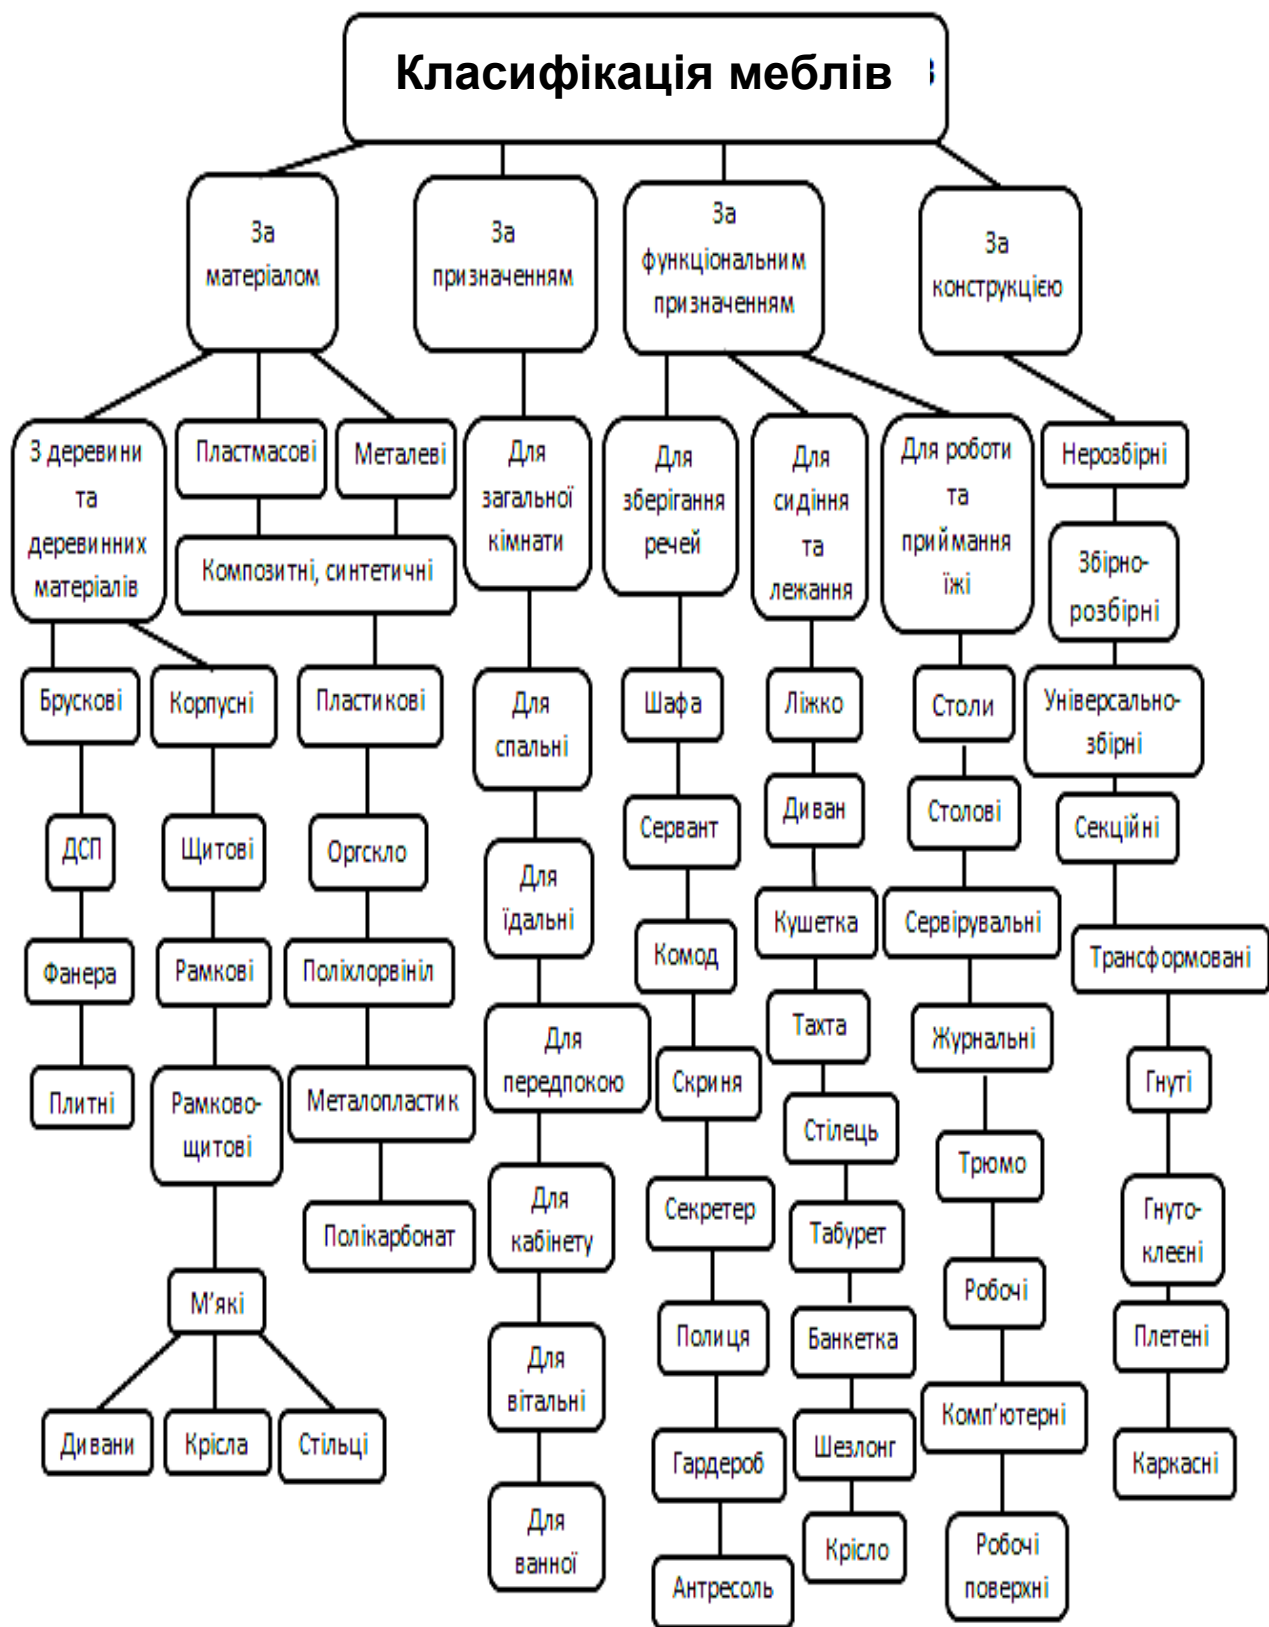 Класифікація меблів
За
матеріалом
За
призначенням
За
функціональним
призначенням
За
конструкцією
З деревини
та
деревинних
матеріалів
Пластмасові
Металеві
Композитні, синтетичні
Для
загальної
кімнати
Для
зберігання
речей
Для
сидіння
та
лежання
Для роботи
та
приймання
їжі
Нерозбірні
Збірно-
розбірні
Брускові
Корпусні
Пластикові
Для
спальні
Шафа
Ліжко
Столи
Універсально-
збірні
ДСП
Щитові
Оргскло
Для
їдальні
Сервант
Диван
Столові
Секційні
Фанера
Рамкові
Поліхлорвініл
Комод
Кушетка
Сервірувальні
Трансформовані
Плитні
Рамково-
щитові
Металопластик
Для
передпокою
Скриня
Тахта
Журнальні
Гнуті
Полікарбонат
Для
кабінету
Секретер
Стілець
Табурет
Трюмо
Гнуто-
клеєні
М'які
Для
вітальні
Полиця
Банкетка
Робочі
Плетені
Дивани
Крісла
Стільці
Гардероб
Шезлонг
Комп'ютерні
Каркасні
Для
ванної
Антресоль
Крісло
Робочі
поверхні